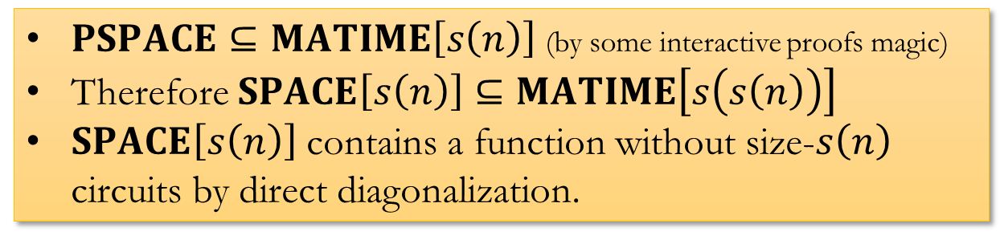 • PSPACE ⊆ MATIME[s(n)] (by some interactive proofs magic)
• Therefore SPACE[s(n)] ⊆ MATIME[s(s(n))]
• SPACE[s(n)] contains a function without size-s(n)
circuits by direct diagonalization.